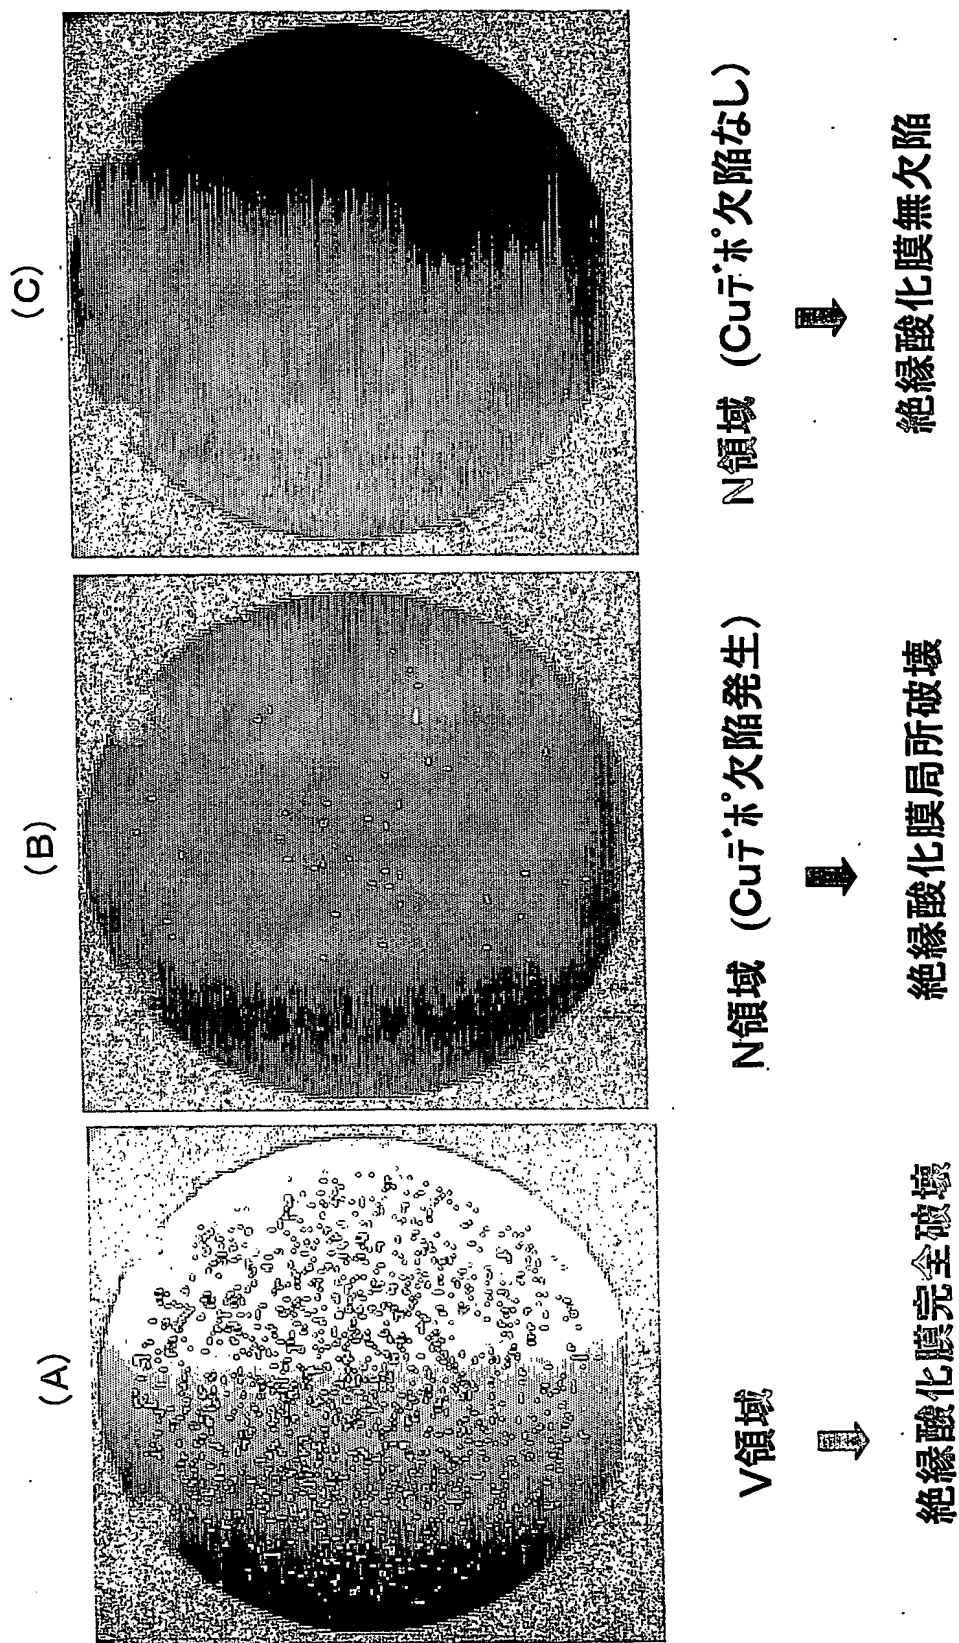 (A)
V領域
絶縁酸化膜完全破壊
(B)
N領域 (Cuデポ欠陥発生)
絶縁酸化膜局所破壊
(C)
N領域 (Cuデポ欠陥なし)
絶縁酸化膜無欠陥